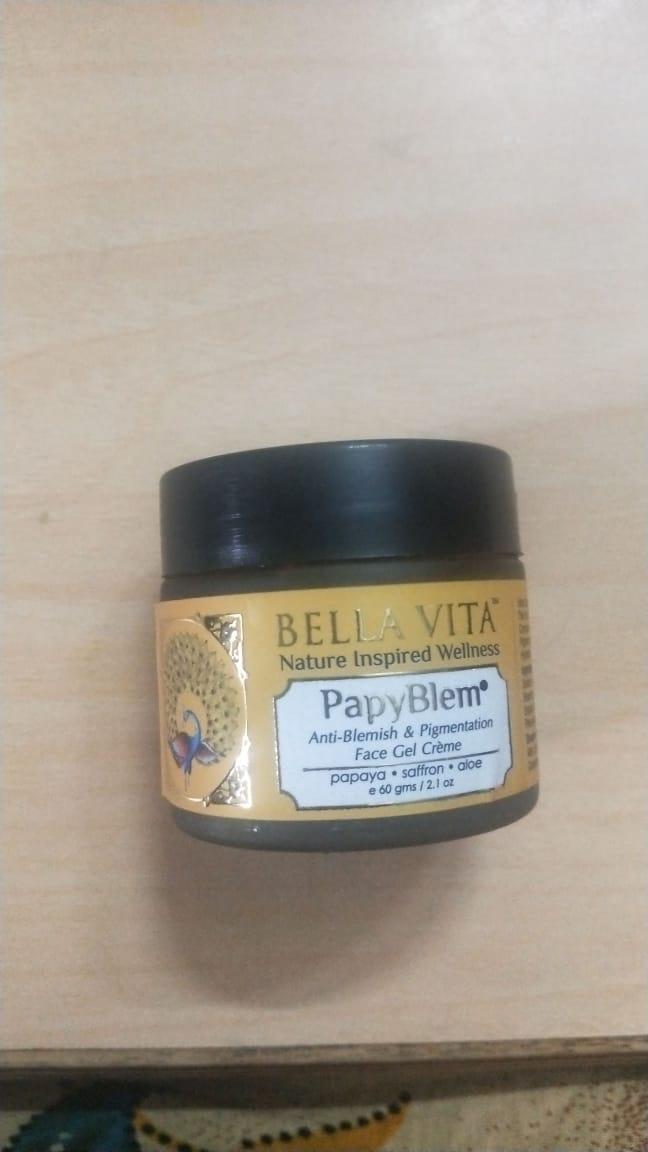 BELLA VITA™
Nature Inspired Wellness
PapyBlem®
Anti-Blemish & Pigmentation
Face Gel Crème
papaya • saffron • aloe
e 60 gms / 2.1 oz